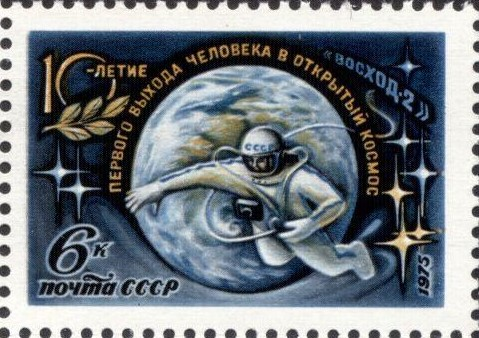 10-ЛЕТИЕ
ПЕРВОГО ВЫХОДА ЧЕЛОВЕКА В ОТКРЫТЫЙ КОСМОС
«ВОСХОД-2»
СССР
6к
почта СССР
1975